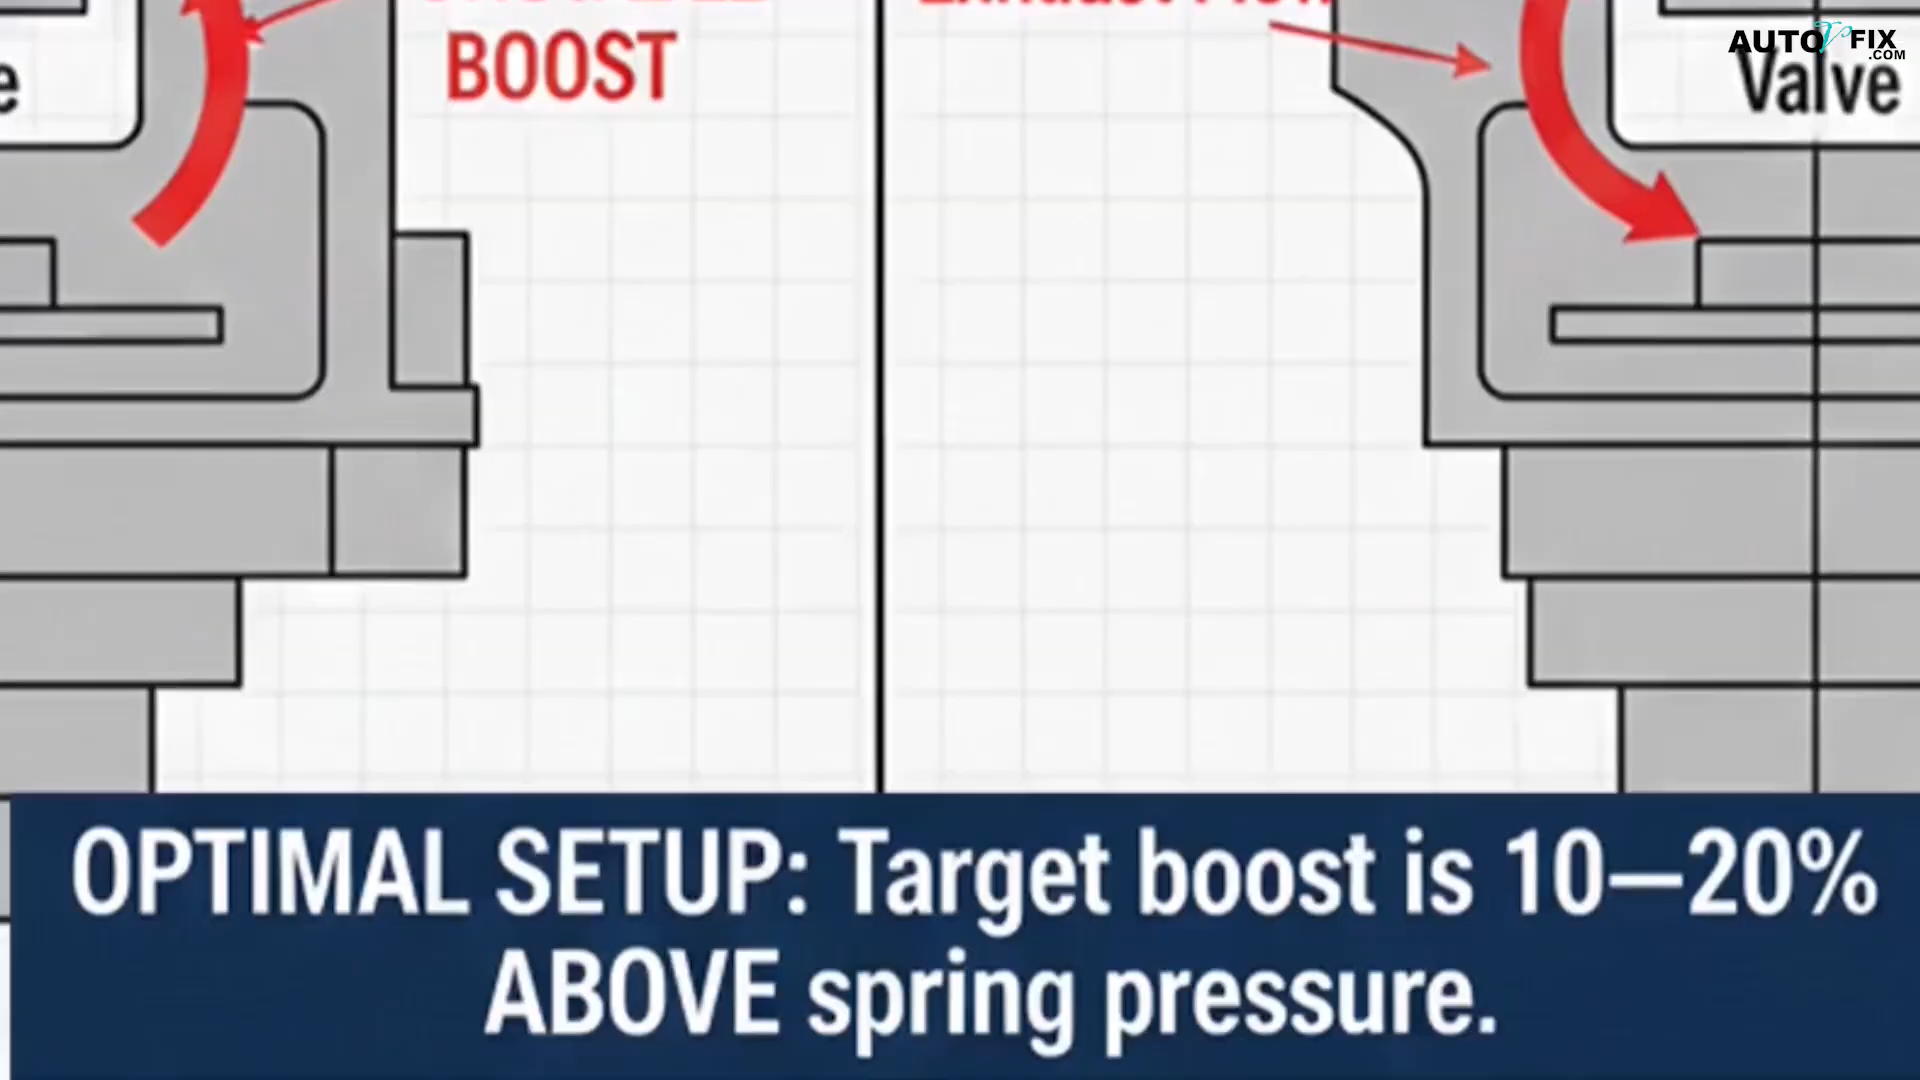 BOOST
AUTO FIX
.COM
Valve
OPTIMAL SETUP: Target boost is 10—20%
ABOVE spring pressure.